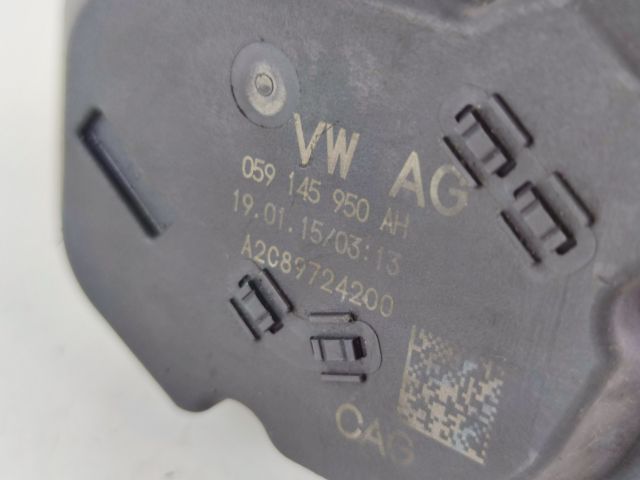 VW AG
059 145 950 AH
19.01.15/03:13
A2C89724200
CAG